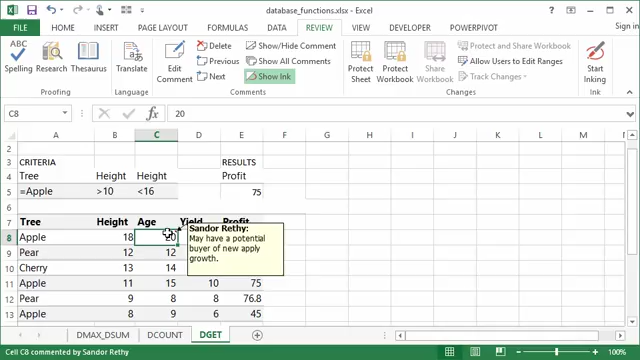 database_functions.xlsx - Excel
FILE HOME INSERT PAGE LAYOUT FORMULAS DATA REVIEW VIEW DEVELOPER POWERPIVOT Sign in
ABC
Spelling Research Thesaurus
Proofing
Translate
Language
Edit Comment
Delete
Previous
Next
Show/Hide Comment
Show All Comments
Show Ink
Comments
Protect Sheet
Protect Workbook
Protect and Share Workbook
Allow Users to Edit Ranges
Track Changes
Changes
Start Inking
Ink
C8 fx 20
A B C D E F G H I J K L M
2
3 CRITERIA RESULTS
4 Tree Height Height Profit
5 =Apple >10 <16 75
6
7 Tree Height Age Yield Profit
8 Apple 18 20
9 Pear 12 12
10 Cherry 13 14
11 Apple 11 15 10 75
12 Pear 9 8 8 76.8
13 Apple 8 9 6 45
Sandor Rethy:
May have a potential
buyer of new apply
growth.
DMAX_DSUM DCOUNT DGET
Cell C8 commented by Sandor Rethy 100%